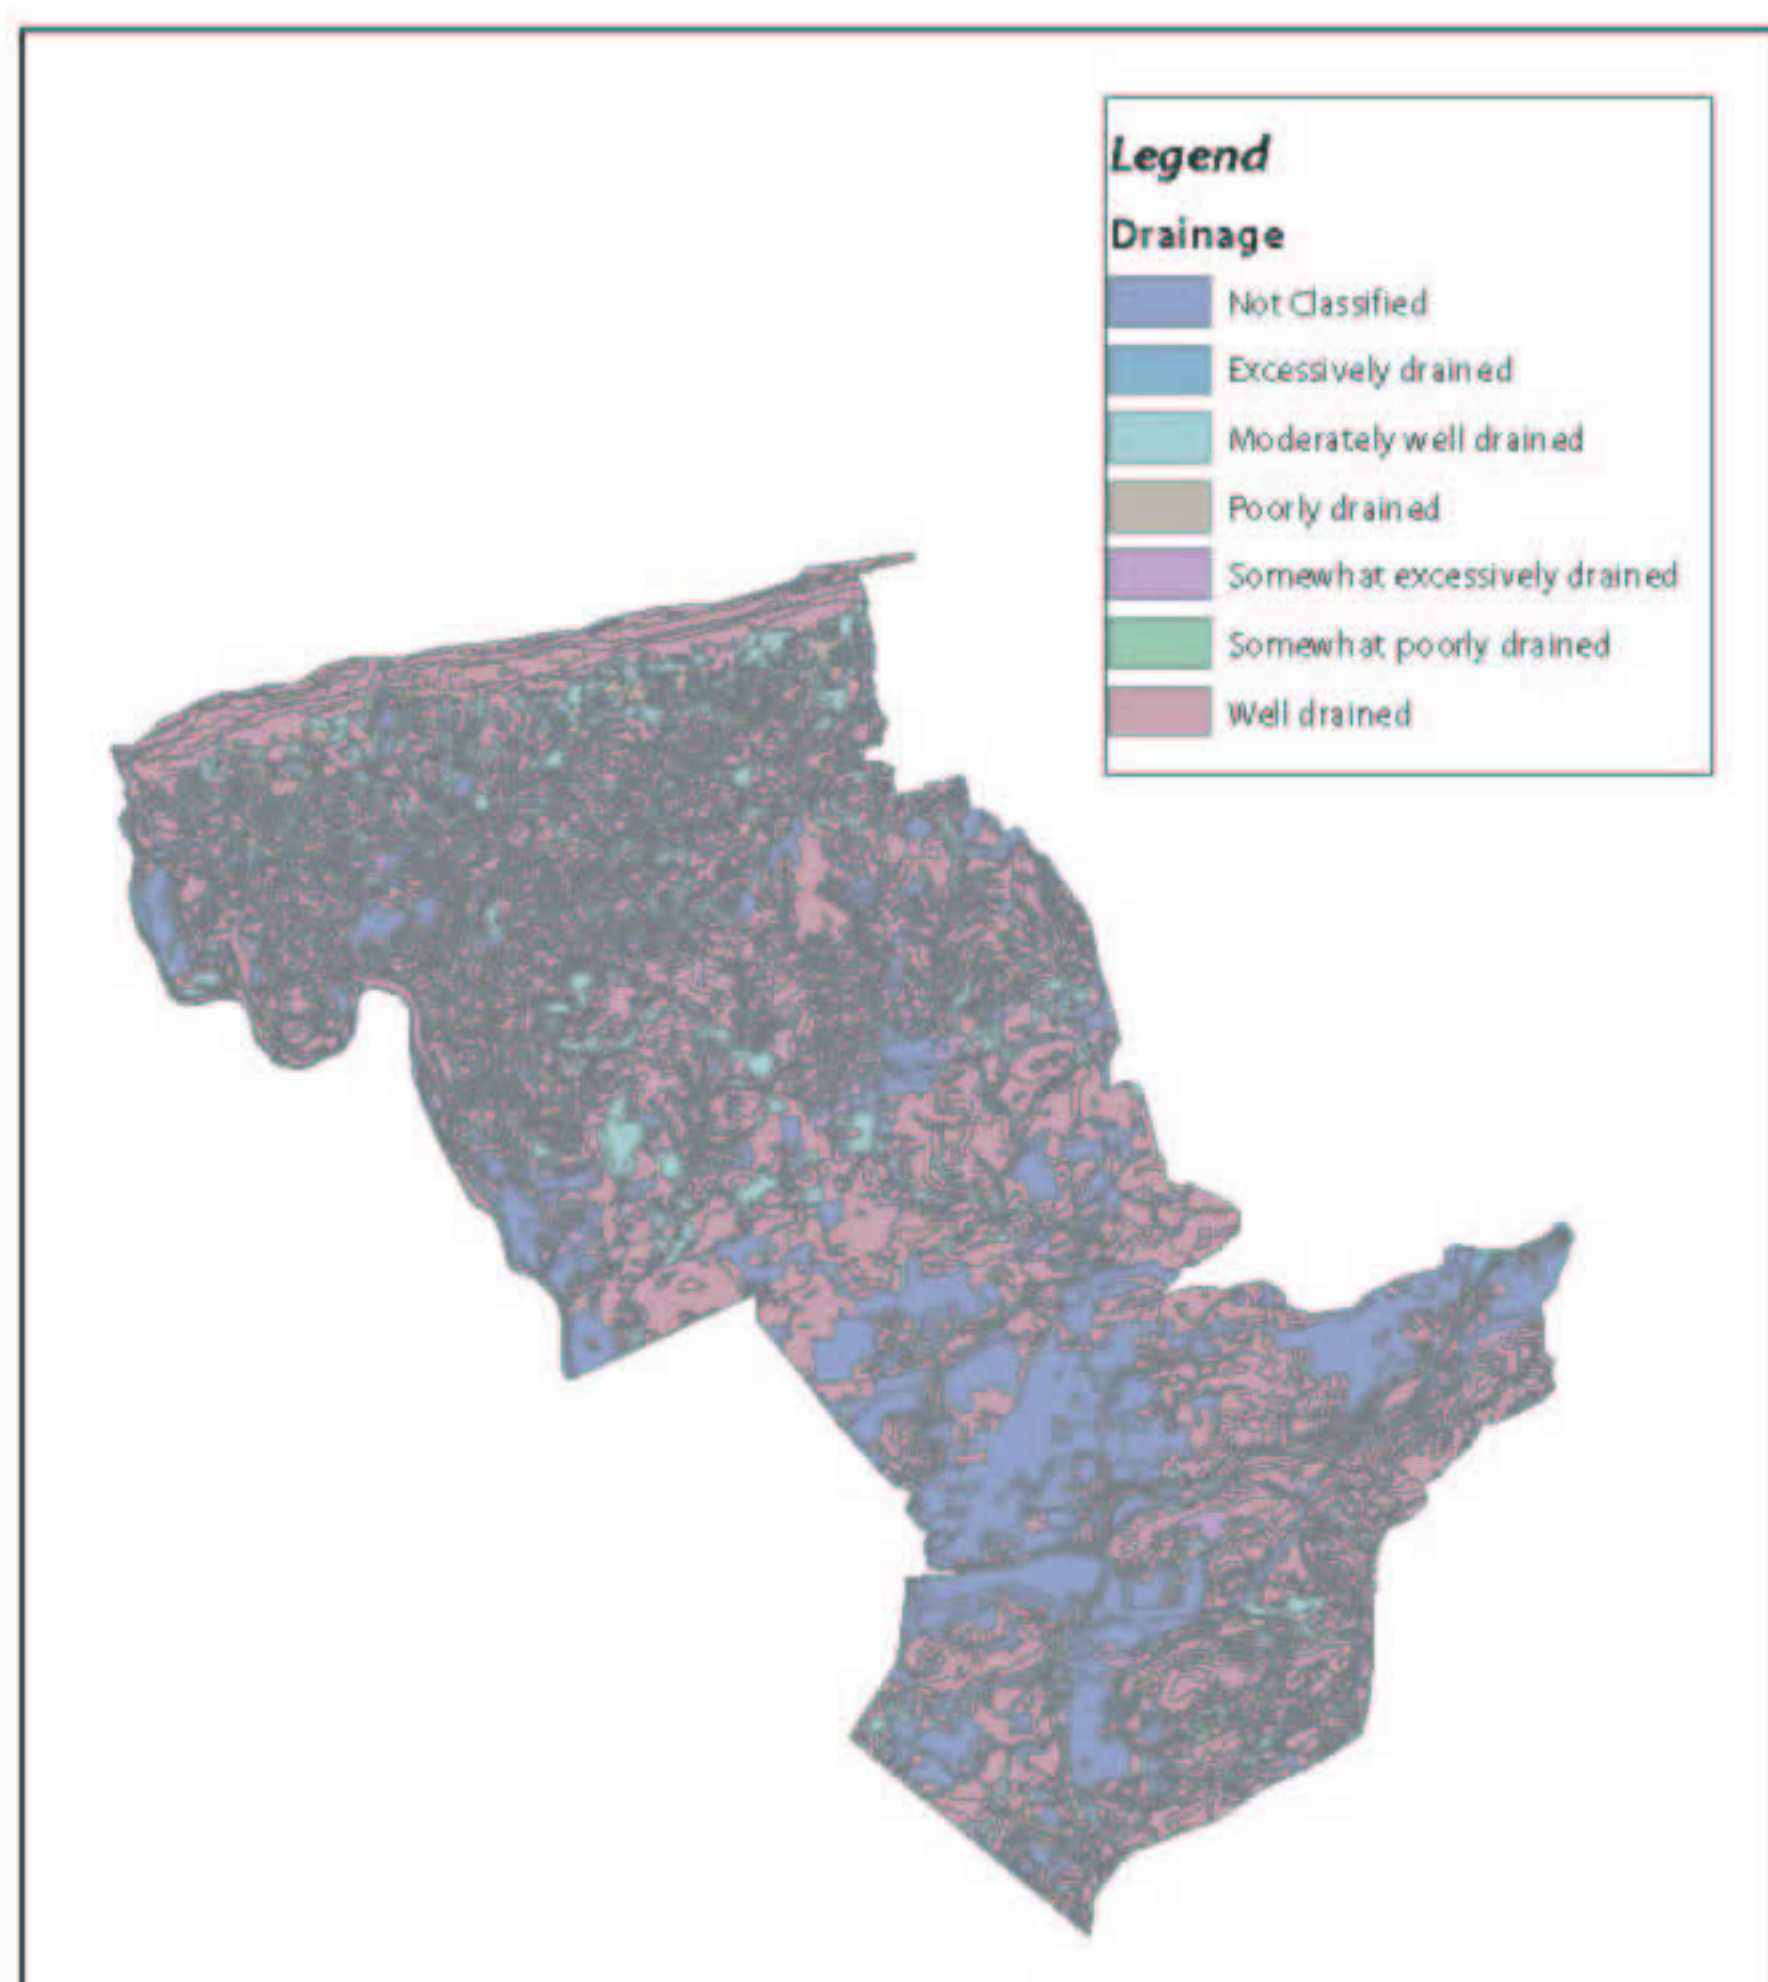 Legend
Drainage
Not Classified
Excessively drained
Moderately well drained
Poorly drained
Somewhat excessively drained
Somewhat poorly drained
Well drained